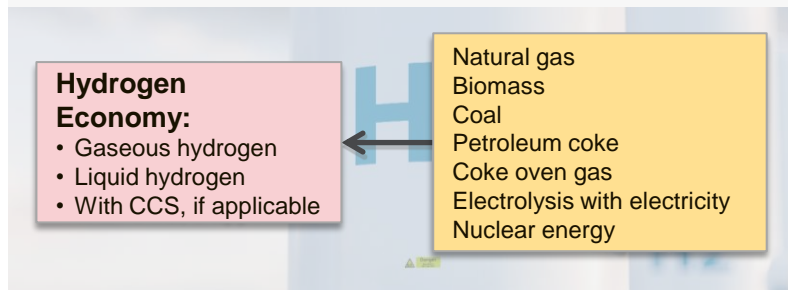 Hydrogen
Economy:
• Gaseous hydrogen
• Liquid hydrogen
• With CCS, if applicable
Natural gas
Biomass
Coal
Petroleum coke
Coke oven gas
Electrolysis with electricity
Nuclear energy
H